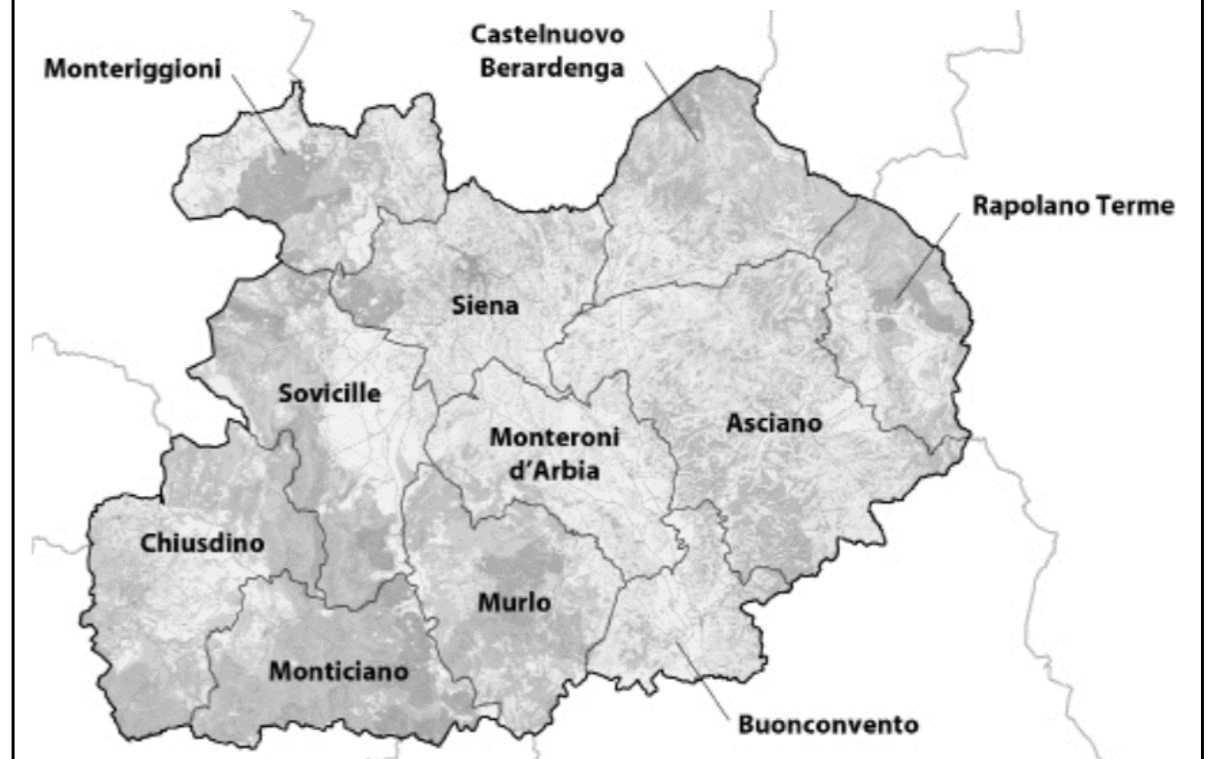 Castelnuovo
Berardenga
Monteriggioni
Rapolano Terme
Siena
Sovicille
Asciano
Monteroni
d'Arbia
Chiusdino
Murlo
Monticiano
Buonconvento